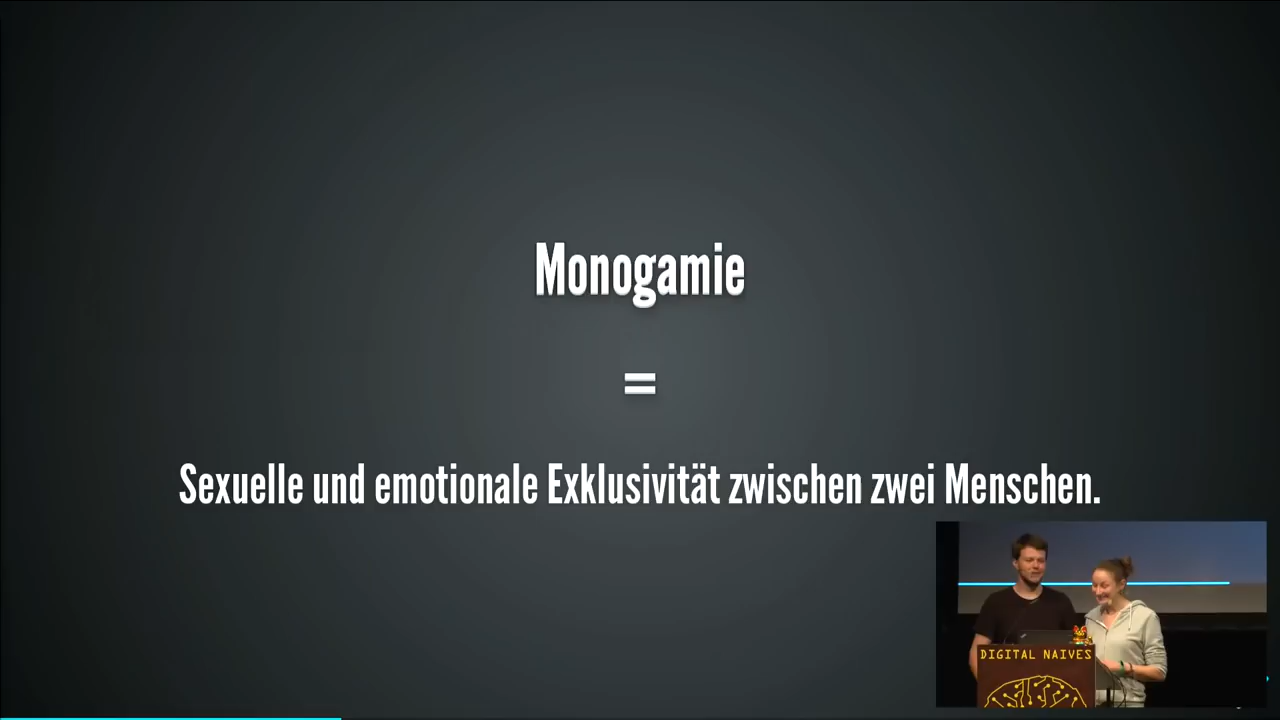 Monogamie
=
Sexuelle und emotionale Exklusivität zwischen zwei Menschen.
DIGITAL NAIVES